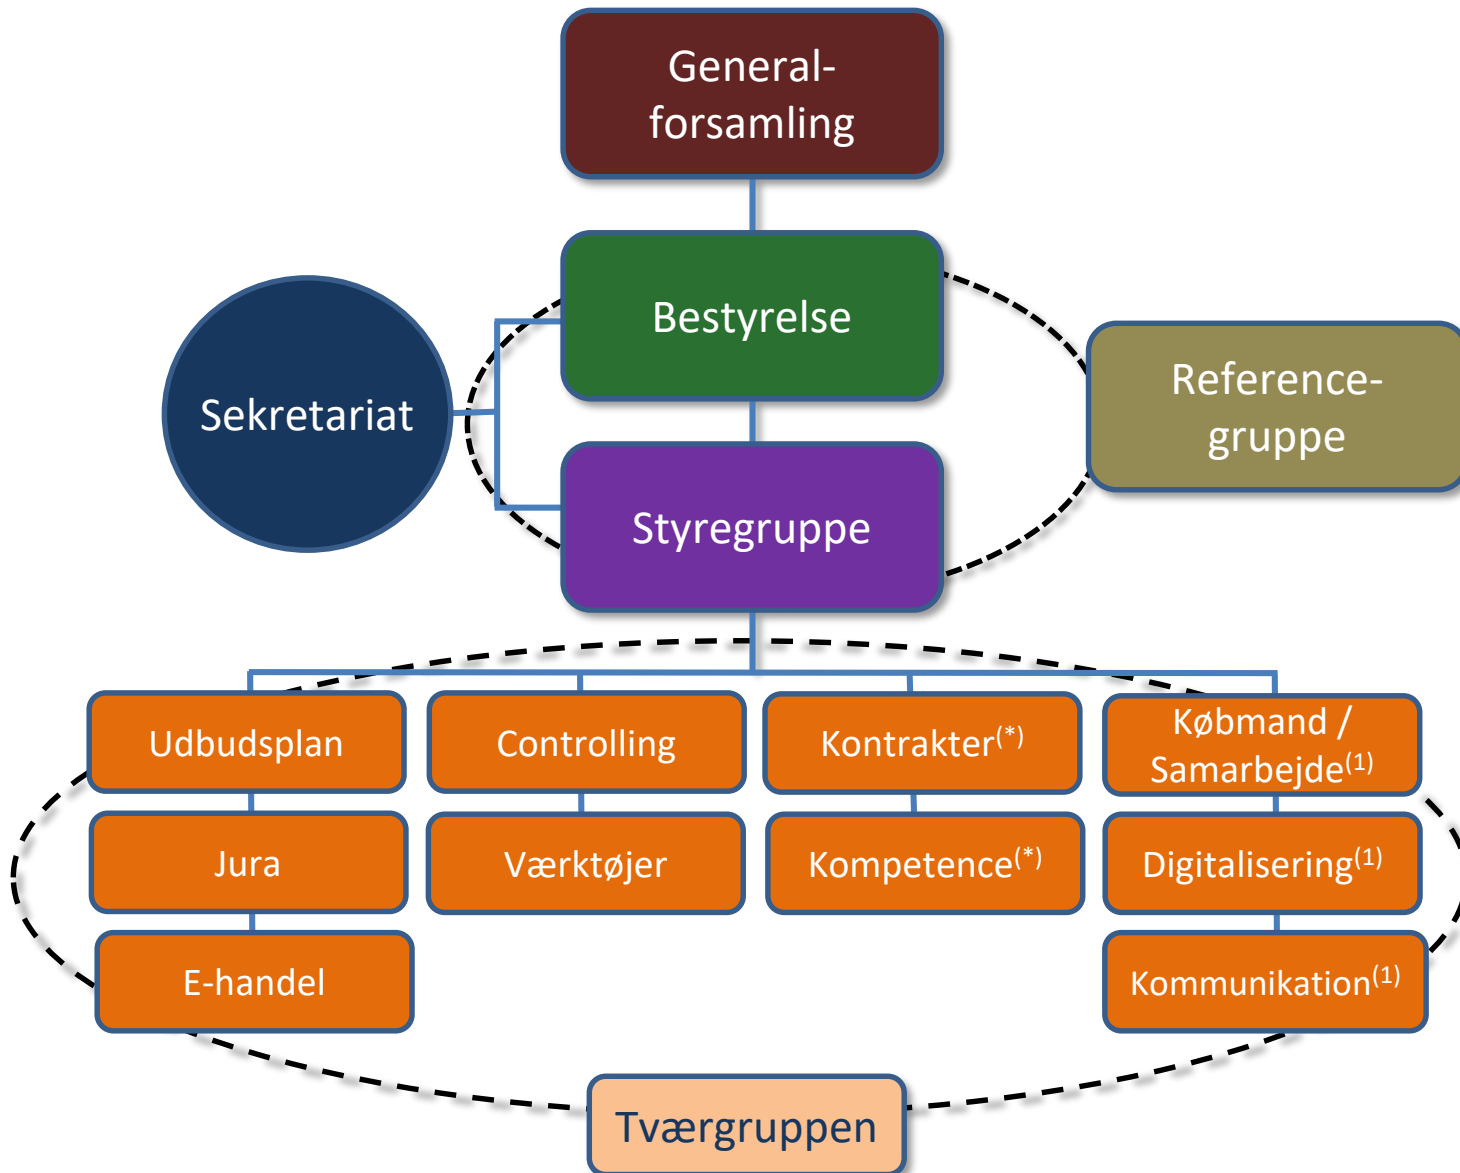 General-
forsamling
Bestyrelse
Sekretariat
Reference-
gruppe
Styregruppe
Udbudsplan
Controlling
Kontrakter(*)
Købmand /
Samarbejde(1)
Jura
Værktøjer
Kompetence(*)
Digitalisering(1)
E-handel
Kommunikation(1)
Tværgruppen